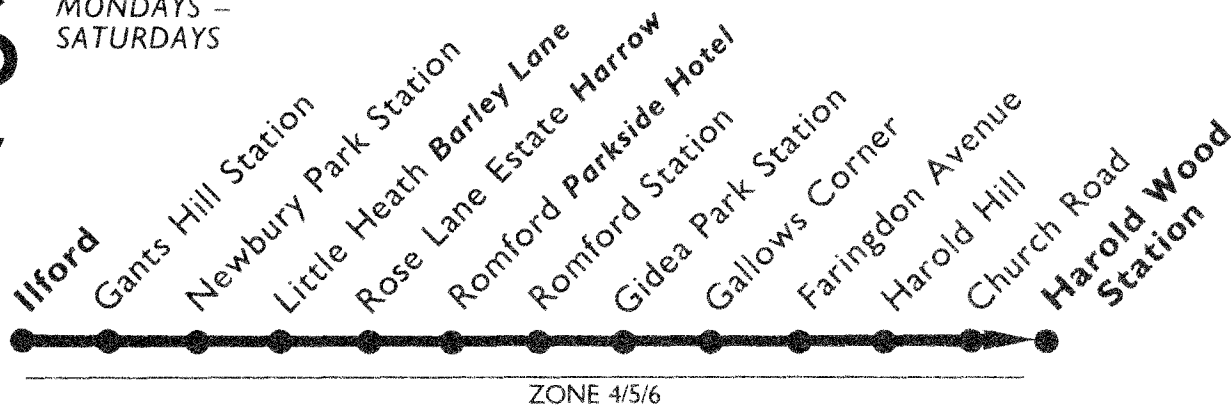 MONDAYS –
SATURDAYS
Ilford
Gants Hill Station
Newbury Park Station
Little Heath Barley Lane
Rose Lane Estate Harrow
Romford Parkside Hotel
Romford Station
Gidea Park Station
Gallows Corner
Faringdon Avenue
Harold Hill
Church Road
Harold Wood
Station
ZONE 4/5/6